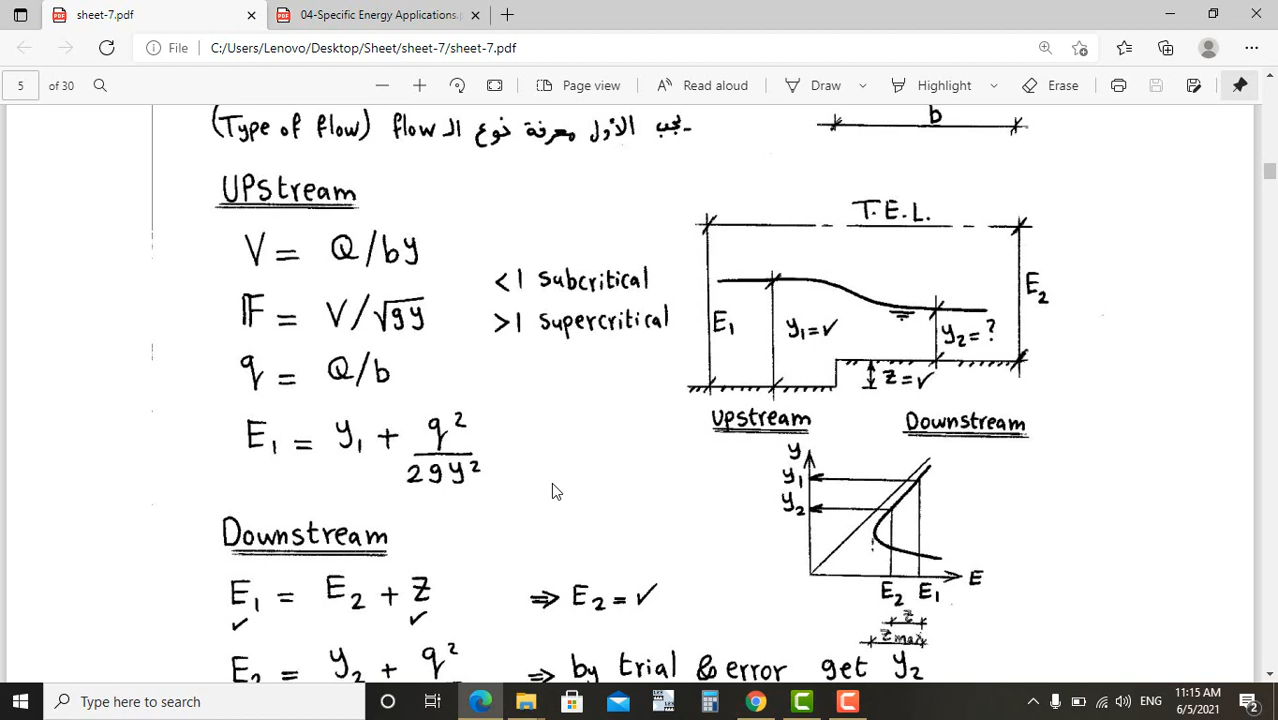 sheet-7.pdf
04-Specific Energy Applications.
File C:/Users/Lenovo/Desktop/Sheet/sheet-7/sheet-7.pdf
5 of 30 Page view Read aloud Draw Highlight Erase
يجب الأول معرفة نوع الـ flow (Type of flow)
b
UPstream
V = Q/by
F = V/√gy
<1 subcritical
>1 supercritical
q = Q/b
E₁ = y₁ + q²/2gy²
T.E.L.
E₁
y₁=✓
E₂
y₂=?
z=✓
Upstream
Downstream
y
y₁
y₂
E
E₂ E₁
z
zmax
Downstream
E₁ = E₂ + z ⇒ E₂ = ✓
✓ ✓
E₂ = y₂ + q² ⇒ by trial & error get y₂
Type here to search
ENG
11:15 AM
6/5/2021
2